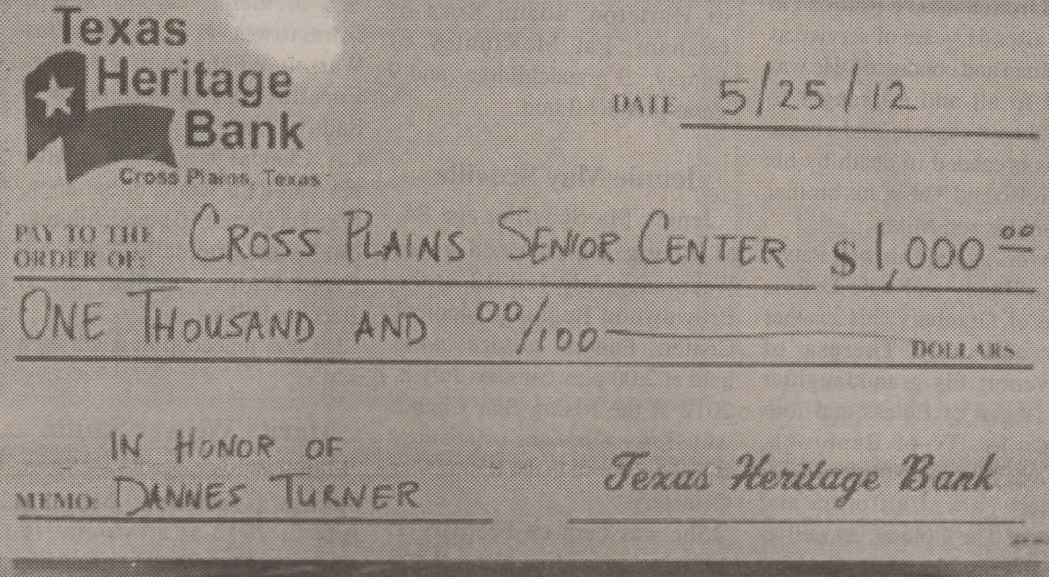 Texas
Heritage
Bank
Cross Plains, Texas
DATE 5/25/12
PAY TO THE
ORDER OF: CROSS PLAINS SENIOR CENTER $1,000 00
ONE THOUSAND AND 00/100 DOLLARS
IN HONOR OF
MEMO: DANNES TURNER
Texas Heritage Bank